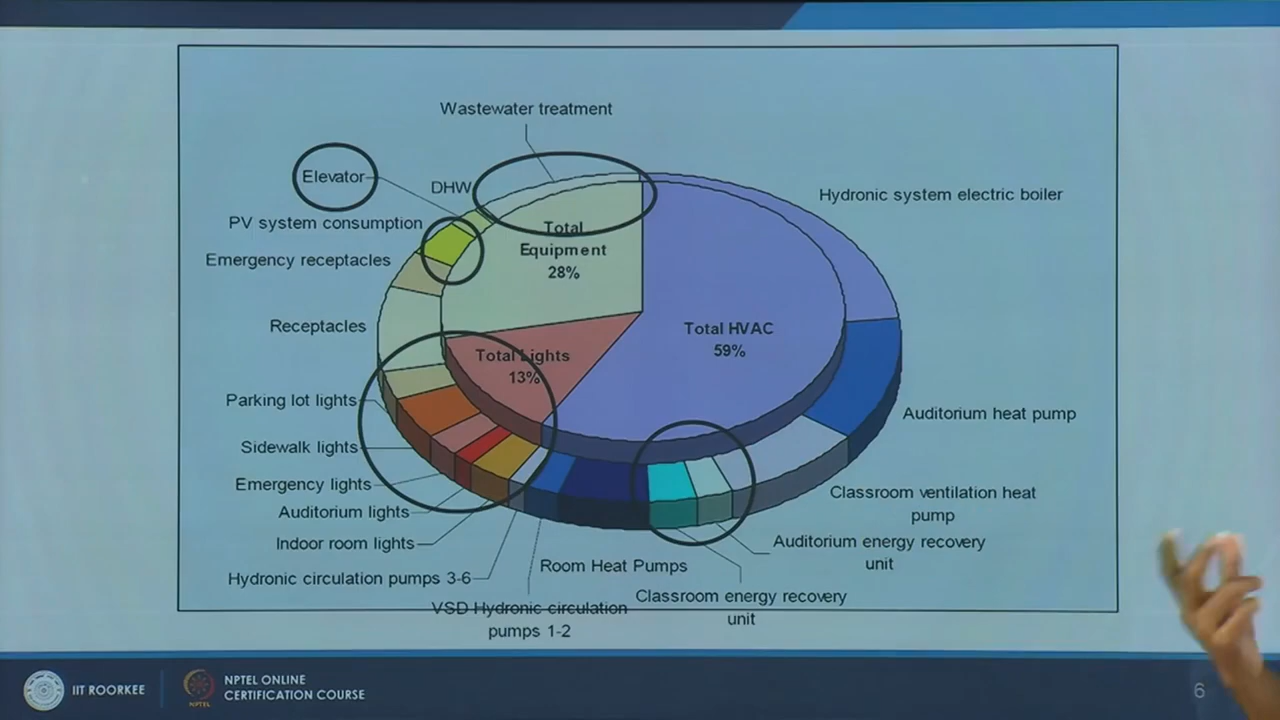 Wastewater treatment
Elevator
DHW
Hydronic system electric boiler
PV system consumption
Total
Equipment
28%
Emergency receptacles
Receptacles
Total HVAC
59%
Total Lights
13%
Parking lot lights
Auditorium heat pump
Sidewalk lights
Emergency lights
Classroom ventilation heat
pump
Auditorium lights
Indoor room lights
Auditorium energy recovery
unit
Room Heat Pumps
Hydronic circulation pumps 3-6
Classroom energy recovery
unit
VSD Hydronic circulation
pumps 1-2
IIT ROORKEE
NPTEL
NPTEL ONLINE
CERTIFICATION COURSE
6